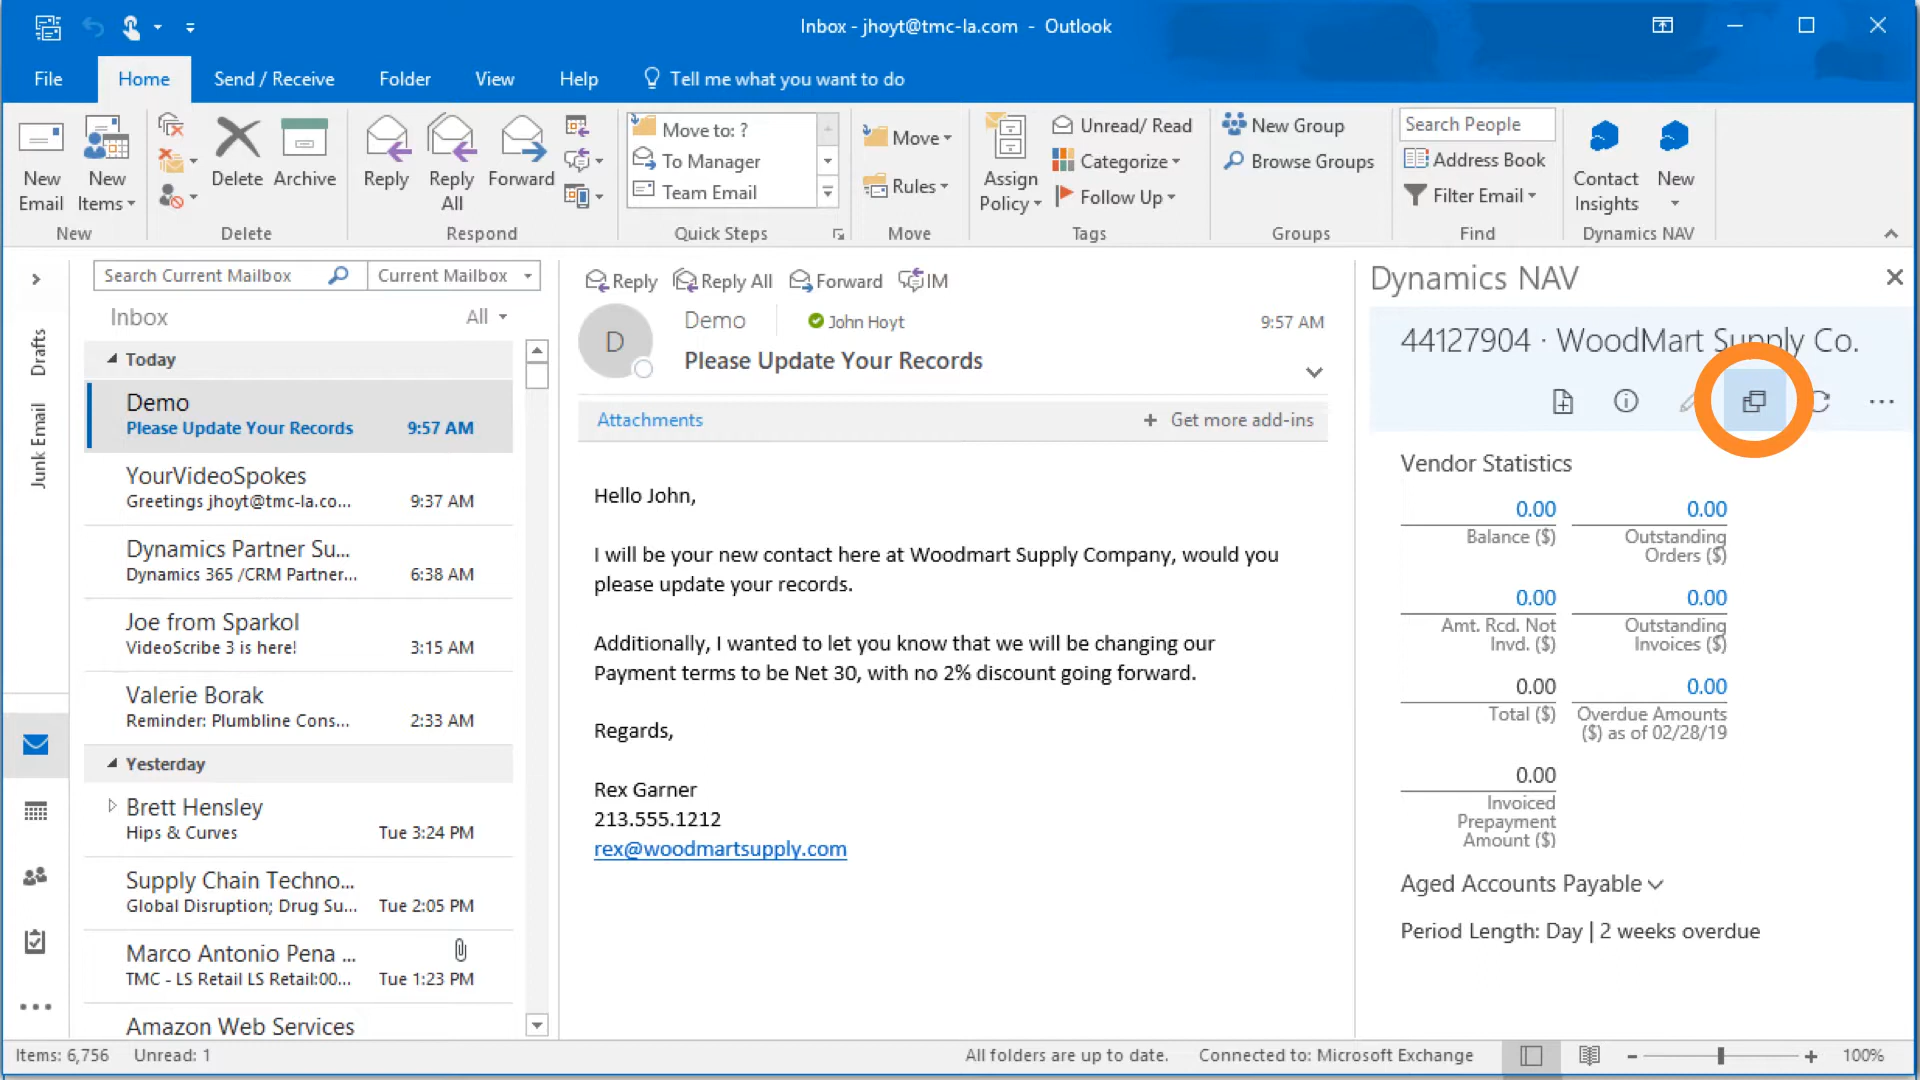 Inbox - jhoyt@tmc-la.com - Outlook
File Home Send / Receive Folder View Help Tell me what you want to do
New Email
New Items
New
Delete
Archive
Delete
Reply
Reply All
Forward
Respond
Move to: ?
To Manager
Team Email
Quick Steps
Move
Rules
Move
Assign Policy
Unread/ Read
Categorize
Follow Up
Tags
New Group
Browse Groups
Groups
Search People
Address Book
Filter Email
Find
Contact Insights
New
Dynamics NAV
Drafts
Junk Email
Search Current Mailbox
Current Mailbox
Inbox
All
Today
Demo
Please Update Your Records 9:57 AM
YourVideoSpokes
Greetings jhoyt@tmc-la.co... 9:37 AM
Dynamics Partner Su...
Dynamics 365 /CRM Partner... 6:38 AM
Joe from Sparkol
VideoScribe 3 is here! 3:15 AM
Valerie Borak
Reminder: Plumbline Cons... 2:33 AM
Yesterday
Brett Hensley
Hips & Curves Tue 3:24 PM
Supply Chain Techno...
Global Disruption; Drug Su... Tue 2:05 PM
Marco Antonio Pena ...
TMC - LS Retail LS Retail:00... Tue 1:23 PM
Amazon Web Services
Reply Reply All Forward IM
D
Demo
John Hoyt
9:57 AM
Please Update Your Records
Attachments
+ Get more add-ins
Hello John,
I will be your new contact here at Woodmart Supply Company, would you
please update your records.
Additionally, I wanted to let you know that we will be changing our
Payment terms to be Net 30, with no 2% discount going forward.
Regards,
Rex Garner
213.555.1212
rex@woodmartsupply.com
Dynamics NAV
44127904 · WoodMart Supply Co.
Vendor Statistics
0.00 0.00
Balance ($) Outstanding
Orders ($)
0.00 0.00
Amt. Rcd. Not Outstanding
Invd. ($) Invoices ($)
0.00 0.00
Total ($) Overdue Amounts
($) as of 02/28/19
0.00
Invoiced
Prepayment
Amount ($)
Aged Accounts Payable
Period Length: Day | 2 weeks overdue
Items: 6,756 Unread: 1 All folders are up to date. Connected to: Microsoft Exchange 100%